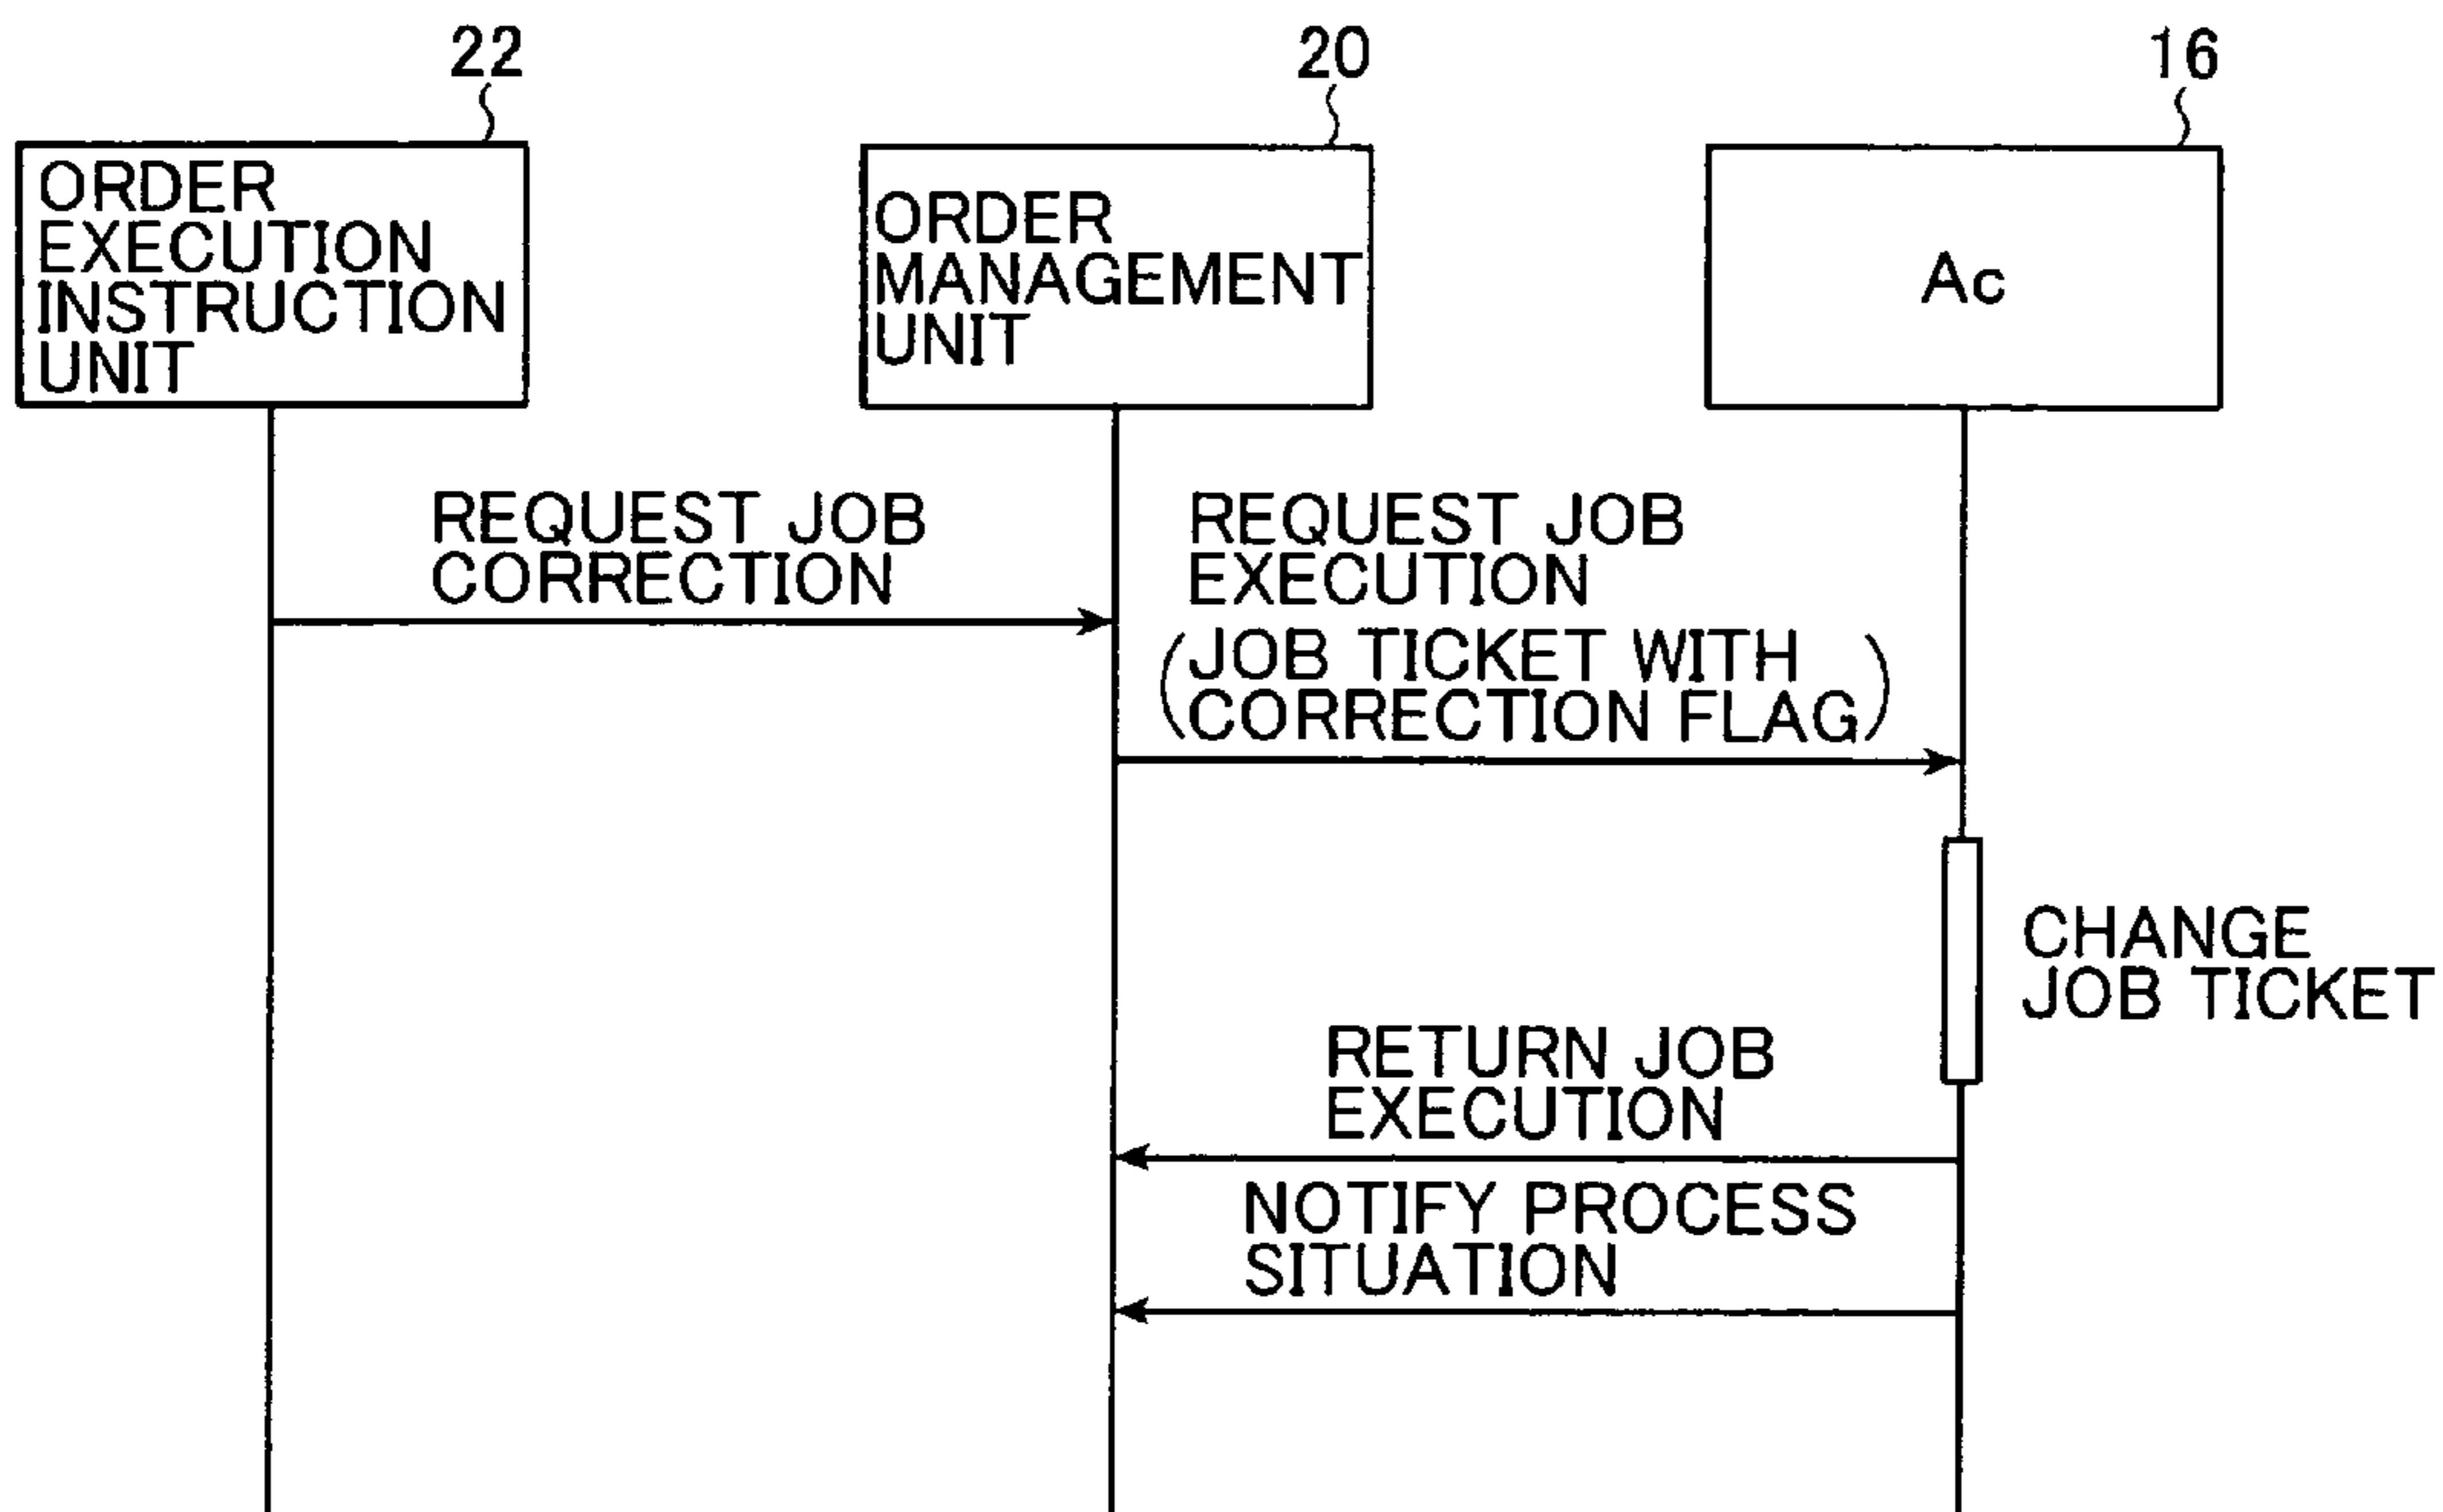 22
20
16
ORDER
EXECUTION
INSTRUCTION
UNIT
ORDER
MANAGEMENT
UNIT
Ac
REQUEST JOB
CORRECTION
REQUEST JOB
EXECUTION
(JOB TICKET WITH
CORRECTION FLAG)
CHANGE
JOB TICKET
RETURN JOB
EXECUTION
NOTIFY PROCESS
SITUATION